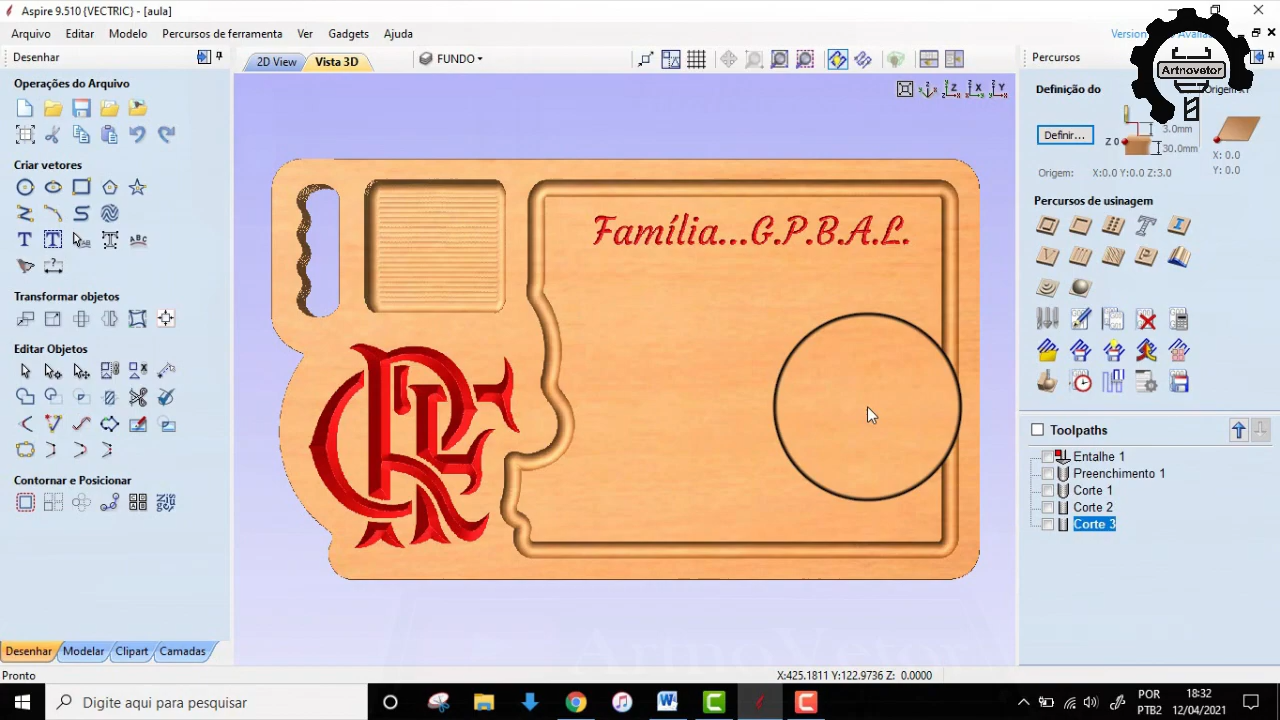 Aspire 9.510 {VECTRIC} - [aula]
Arquivo Editar Modelo Percursos de ferramenta Ver Gadgets Ajuda
Version
Artnovetor
Desenhar
2D View Vista 3D FUNDO
Percursos
Operações do Arquivo
Criar vetores
Transformar objetos
Editar Objetos
Contornar e Posicionar
Z X Y
Família...G.P.B.A.L.
Definição do
Definir...
Z 0
3.0mm
30.0mm
X: 0.0
Y: 0.0
Origem: X:0.0 Y:0.0 Z:3.0
Percursos de usinagem
Toolpaths
Entalhe 1
Preenchimento 1
Corte 1
Corte 2
Corte 3
Desenhar Modelar Clipart Camadas
Pronto
X:425.1811 Y:122.9736 Z: 0.0000
Digite aqui para pesquisar
POR
PTB2
18:32
12/04/2021